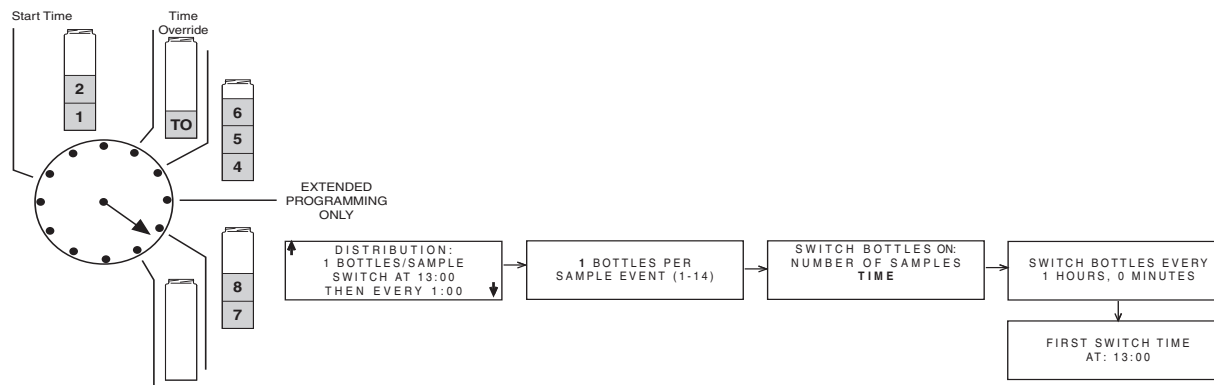 Start Time
Time
Override
2
1
TO
6
5
4
EXTENDED
PROGRAMMING
ONLY
8
7
DISTRIBUTION:
1 BOTTLES/SAMPLE
SWITCH AT 13:00
THEN EVERY 1:00
1 BOTTLES PER
SAMPLE EVENT (1-14)
SWITCH BOTTLES ON:
NUMBER OF SAMPLES
TIME
SWITCH BOTTLES EVERY
1 HOURS, 0 MINUTES
FIRST SWITCH TIME
AT: 13:00